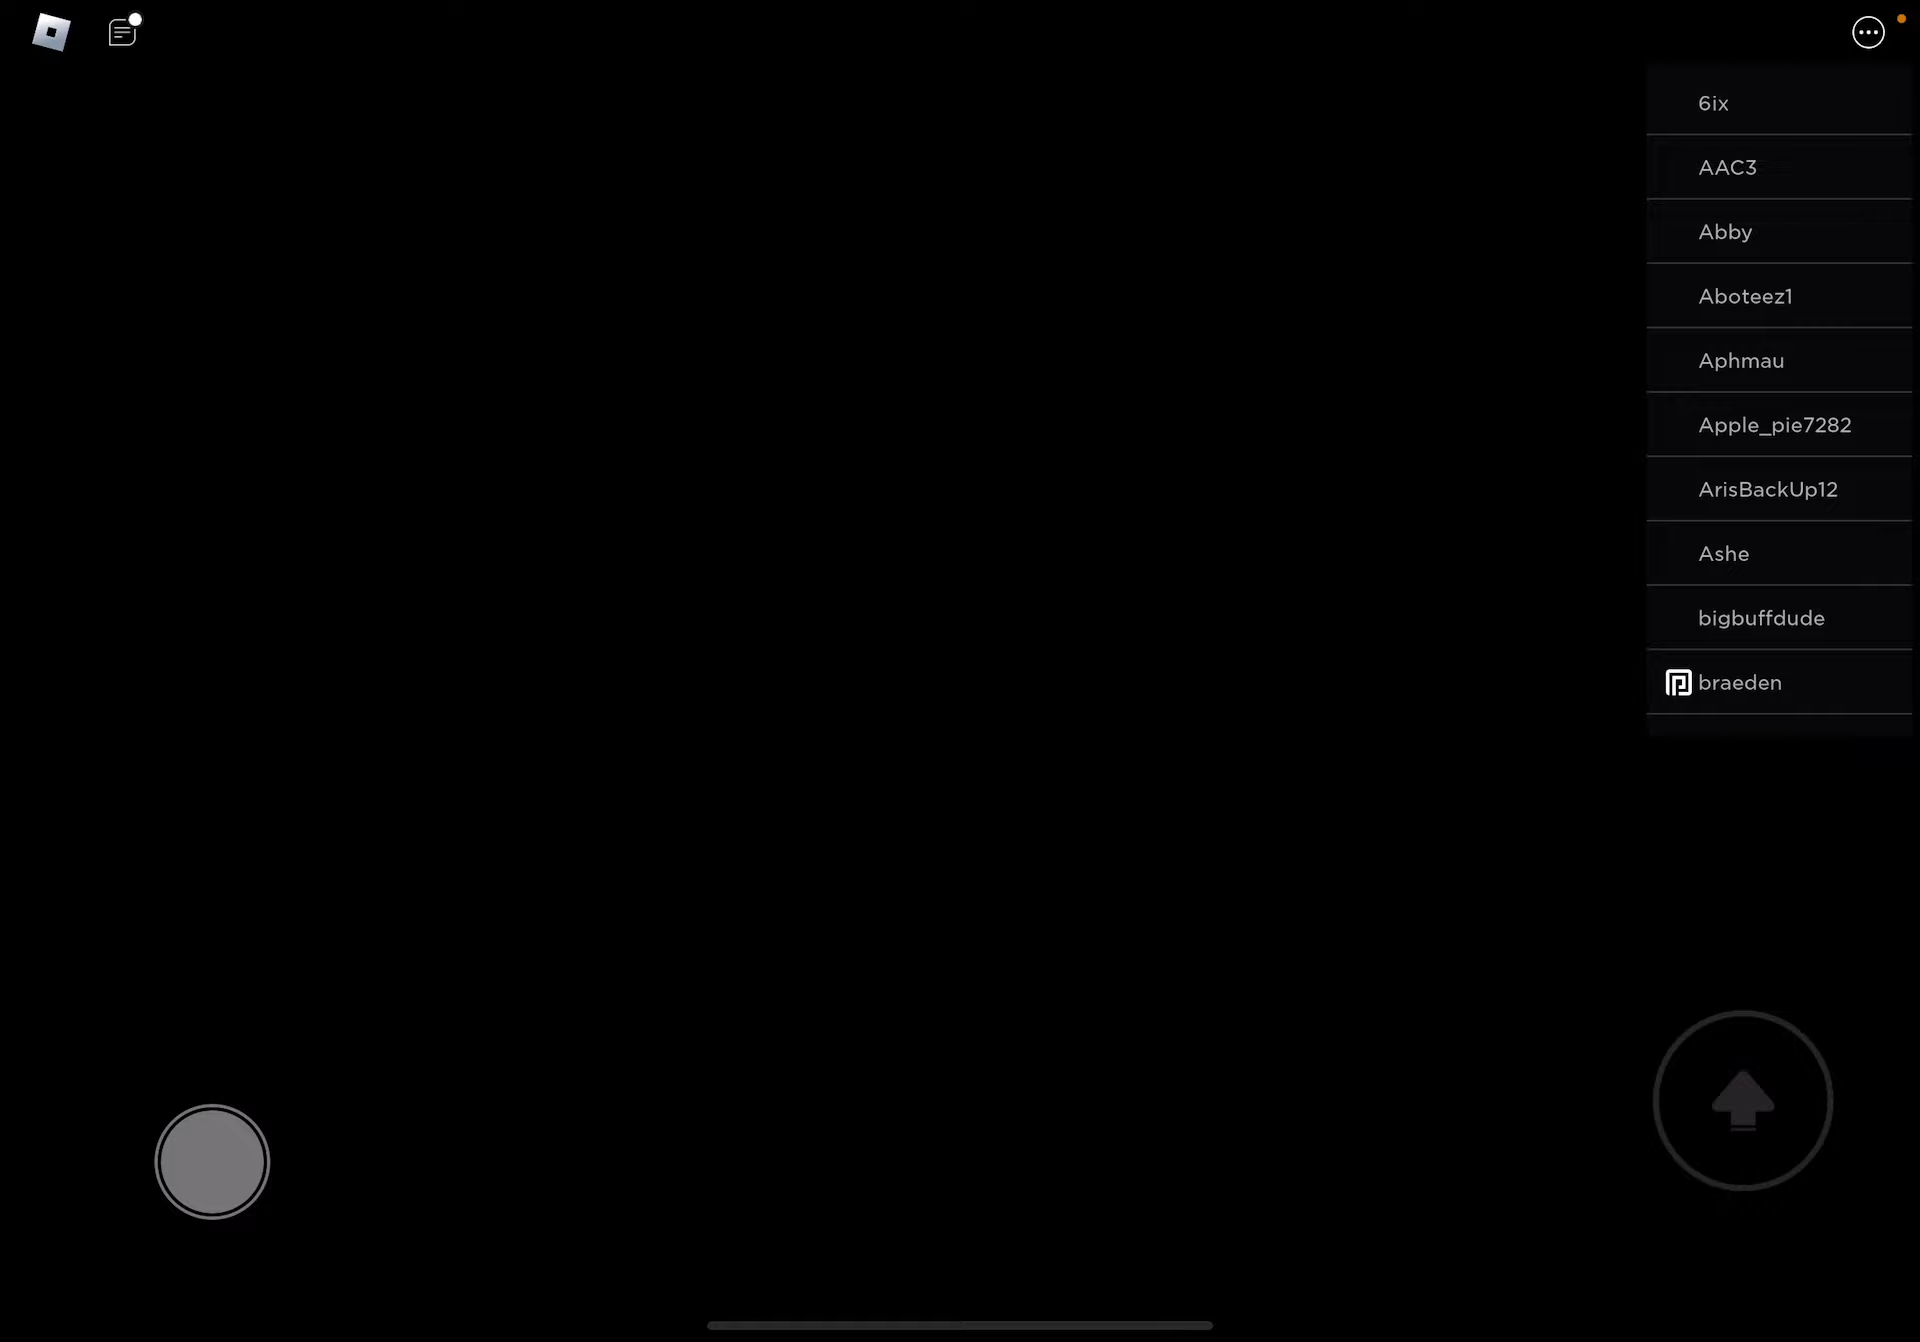 6ix
AAC3
Abby
Aboteez1
Aphmau
Apple_pie7282
ArisBackUp12
Ashe
bigbuffdude
braeden